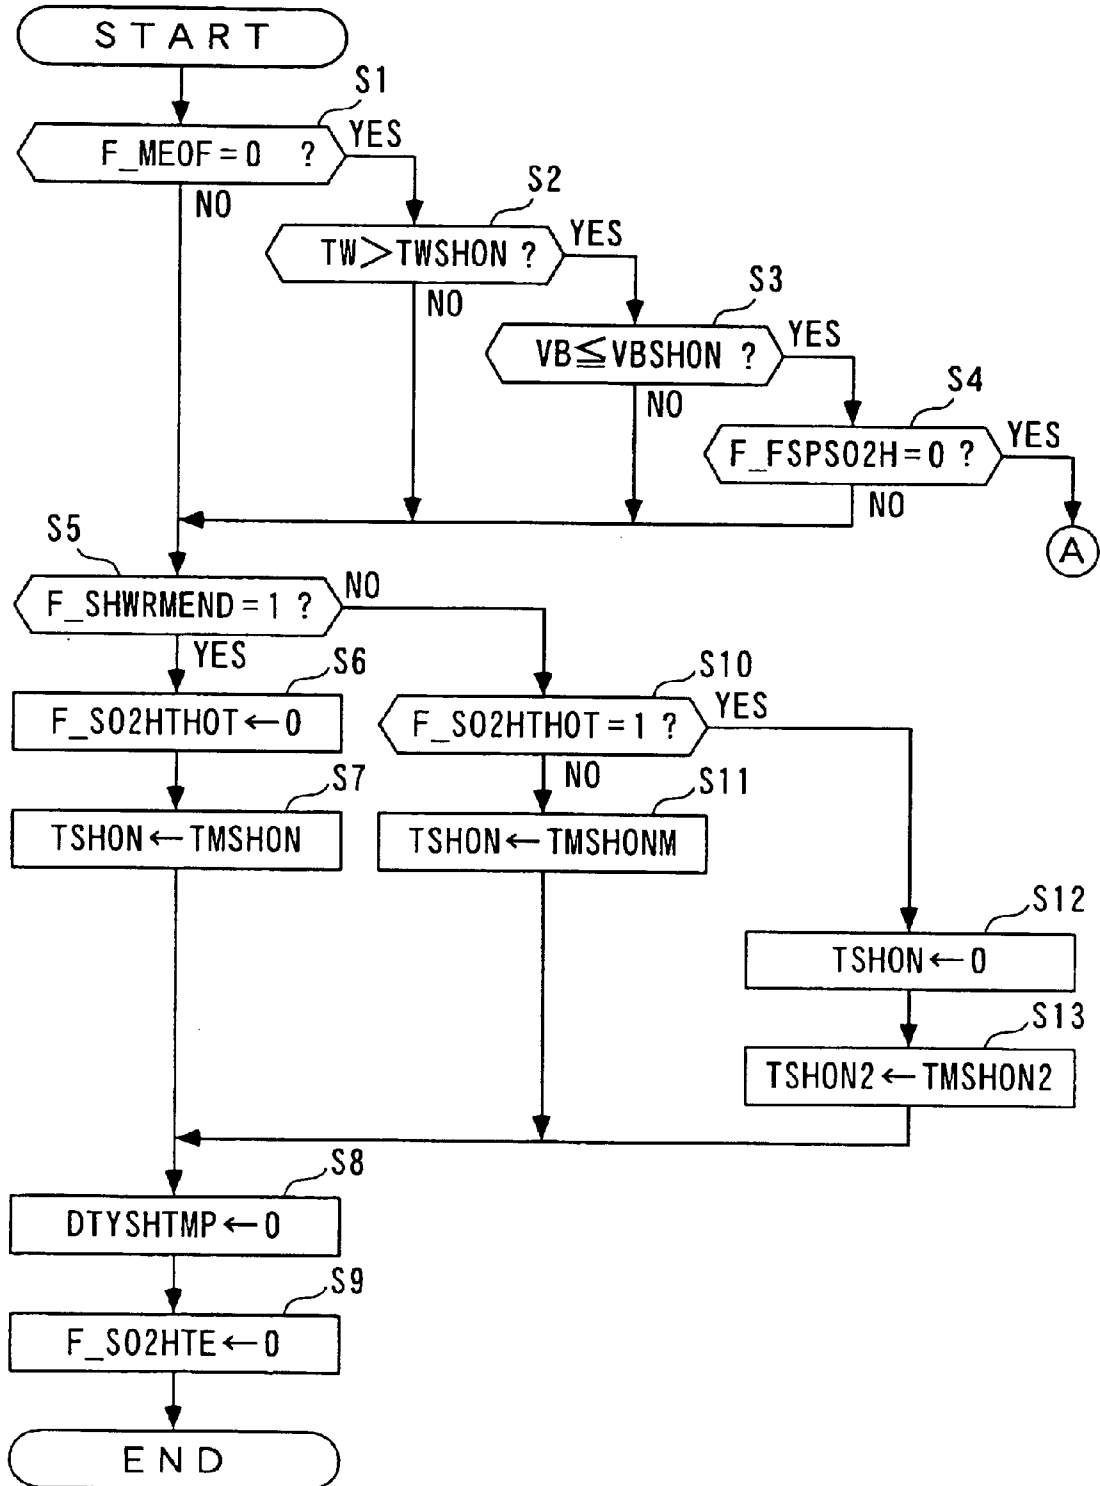 START
S1
F_MEOF=0 ?
YES
NO
S2
TW>TWSHON ?
YES
NO
S3
VB≦VBSHON ?
YES
NO
S4
F_FSPSO2H=0 ?
YES
NO
A
S5
F_SHWRMEND=1 ?
NO
YES
S6
F_SO2HTHOT←0
S7
TSHON←TMSHON
S10
F_SO2HTHOT=1 ?
YES
NO
S11
TSHON←TMSHONM
S12
TSHON←0
S13
TSHON2←TMSHON2
S8
DTYSHTMP←0
S9
F_SO2HTE←0
END